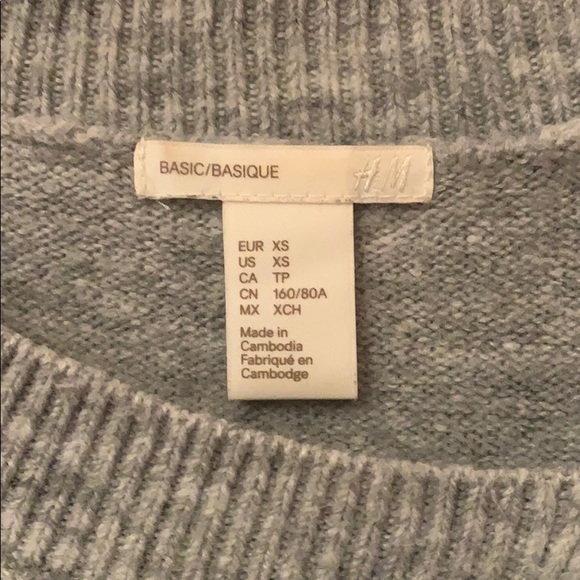 BASIC/BASIQUE H M
EUR XS
US XS
CA TP
CN 160/80A
MX XCH
Made in
Cambodia
Fabriqué en
Cambodge